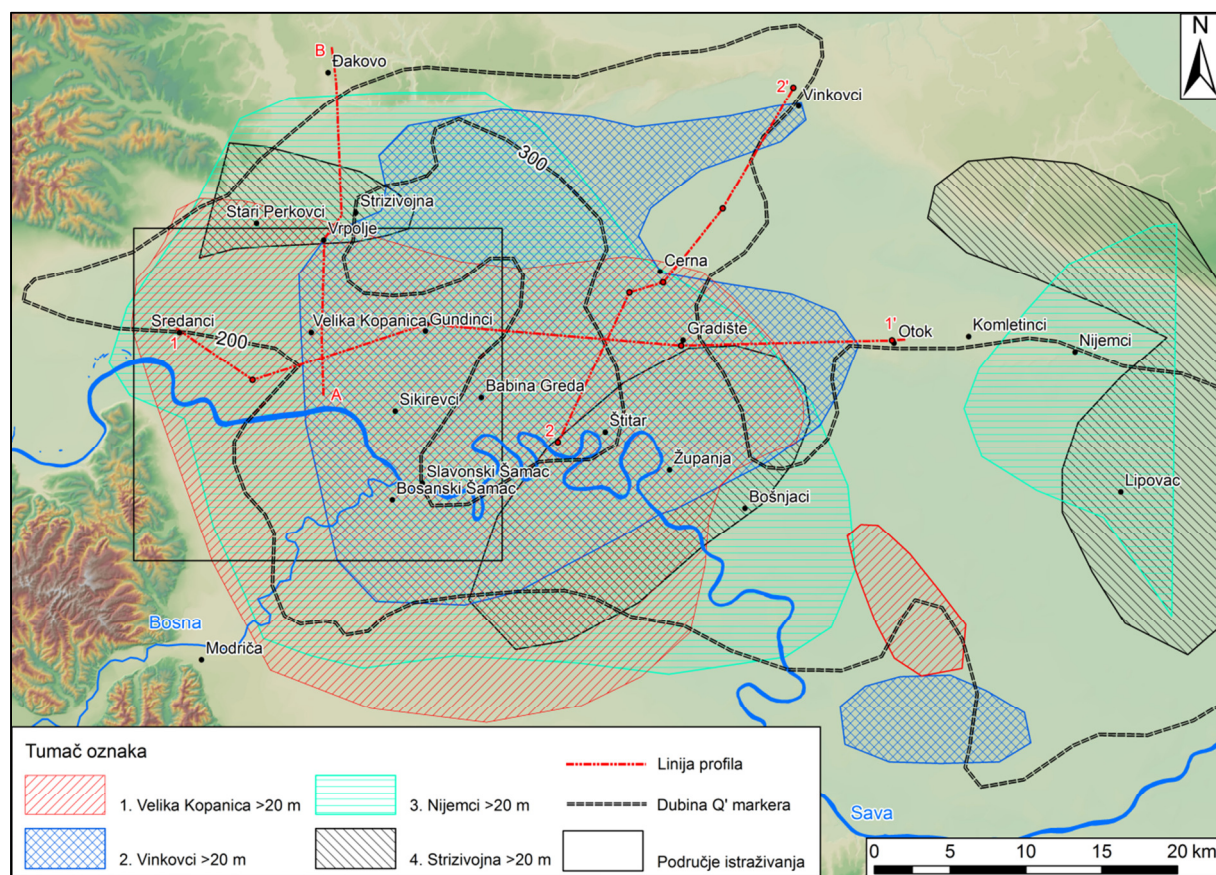 N
B
Đakovo
2'
Vinkovci
300
Strizivojna
Stari Perkovci
Vrpolje
Cerna
Sredanci
1
200
Velika Kopanica
Gundinci
Gradište
1'
Otok
Komletinci
Nijemci
A
Sikirevci
Babina Greda
2
Štitar
Županja
Slavonski Šamac
Bosanski Šamac
Bošnjaci
Lipovac
Bosna
Modriča
Sava
Tumač oznaka
1. Velika Kopanica >20 m
2. Vinkovci >20 m
3. Nijemci >20 m
4. Strizivojna >20 m
Linija profila
Dubina Q' markera
Područje istraživanja
0 5 10 15 20 km